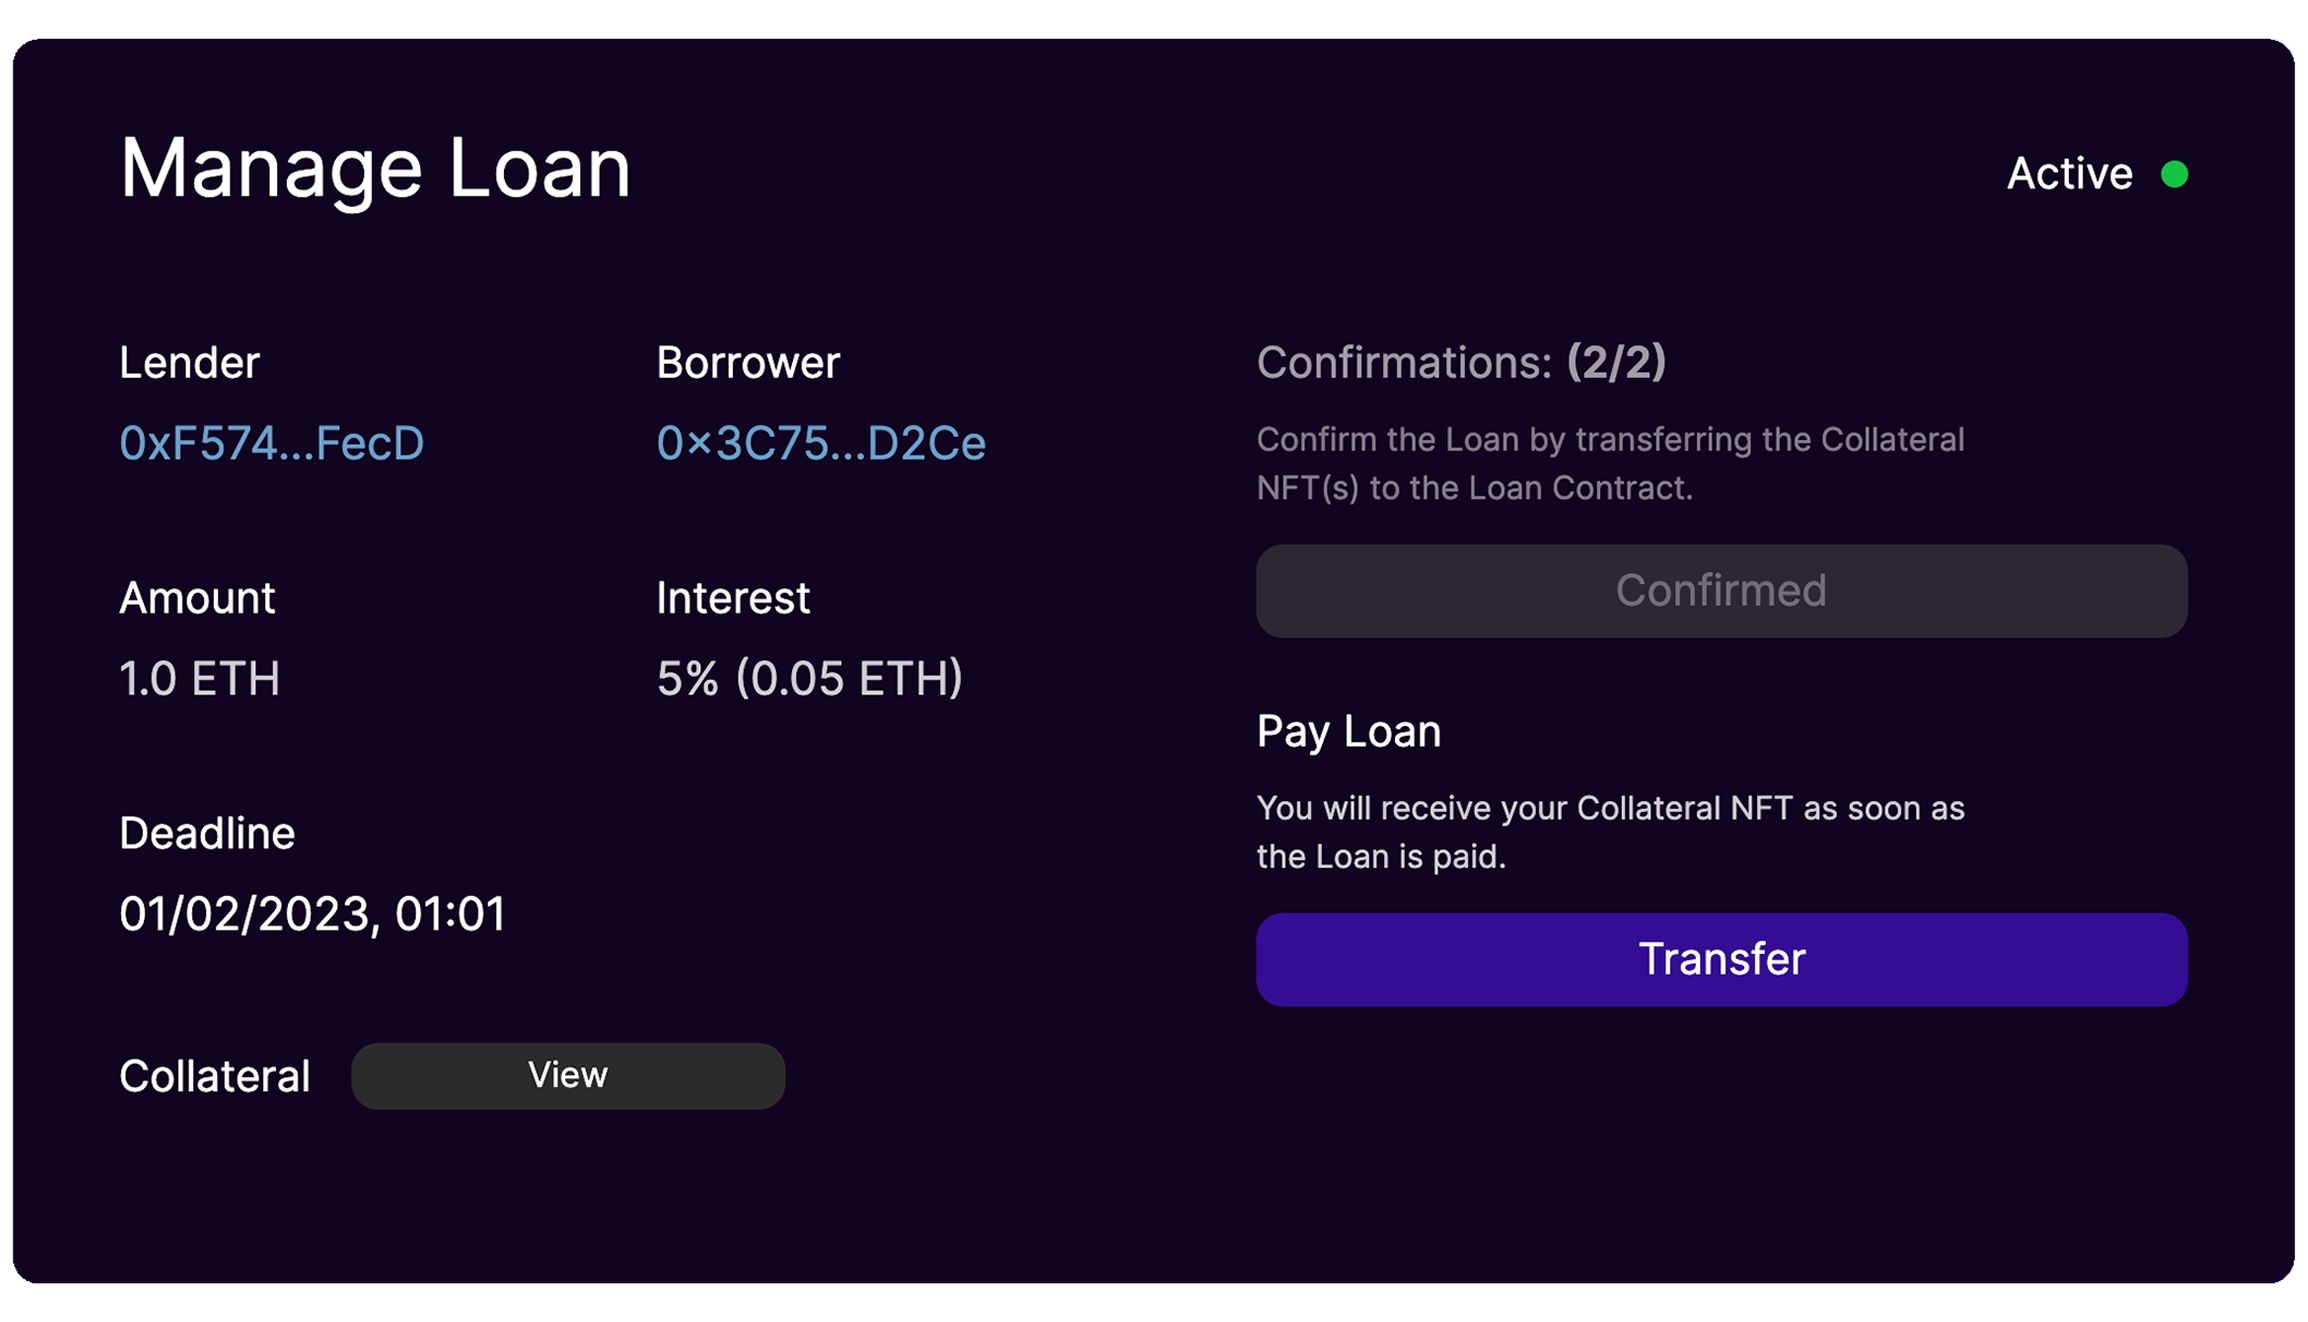 Manage Loan
Active
Lender
0xF574...FecD
Borrower
0×3C75...D2Ce
Amount
1.0 ETH
Interest
5% (0.05 ETH)
Deadline
01/02/2023, 01:01
Collateral
View
Confirmations: (2/2)
Confirm the Loan by transferring the Collateral
NFT(s) to the Loan Contract.
Confirmed
Pay Loan
You will receive your Collateral NFT as soon as
the Loan is paid.
Transfer